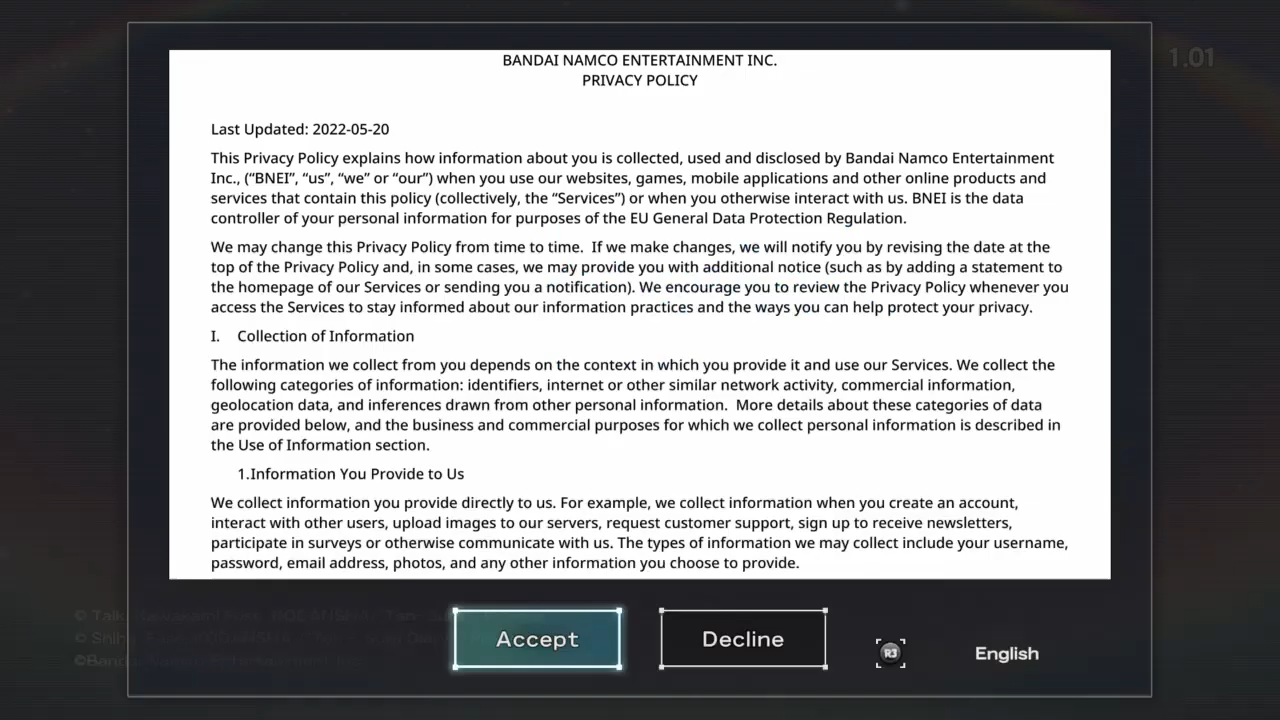 BANDAI NAMCO ENTERTAINMENT INC.
PRIVACY POLICY
1.01
Last Updated: 2022-05-20
This Privacy Policy explains how information about you is collected, used and disclosed by Bandai Namco Entertainment
Inc., (“BNEI”, “us”, “we” or “our”) when you use our websites, games, mobile applications and other online products and
services that contain this policy (collectively, the “Services”) or when you otherwise interact with us. BNEI is the data
controller of your personal information for purposes of the EU General Data Protection Regulation.
We may change this Privacy Policy from time to time.  If we make changes, we will notify you by revising the date at the
top of the Privacy Policy and, in some cases, we may provide you with additional notice (such as by adding a statement to
the homepage of our Services or sending you a notification). We encourage you to review the Privacy Policy whenever you
access the Services to stay informed about our information practices and the ways you can help protect your privacy.
I. Collection of Information
The information we collect from you depends on the context in which you provide it and use our Services. We collect the
following categories of information: identifiers, internet or other similar network activity, commercial information,
geolocation data, and inferences drawn from other personal information.  More details about these categories of data
are provided below, and the business and commercial purposes for which we collect personal information is described in
the Use of Information section.
1.Information You Provide to Us
We collect information you provide directly to us. For example, we collect information when you create an account,
interact with other users, upload images to our servers, request customer support, sign up to receive newsletters,
participate in surveys or otherwise communicate with us. The types of information we may collect include your username,
password, email address, photos, and any other information you choose to provide.
Accept
Decline
R3
English